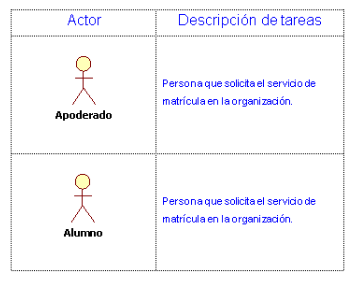 Actor
Descripción de tareas
Persona que solicita el servicio de
matrícula en la organización.
Apoderado
Persona que solicita el servicio de
matrícula en la organización.
Alumno